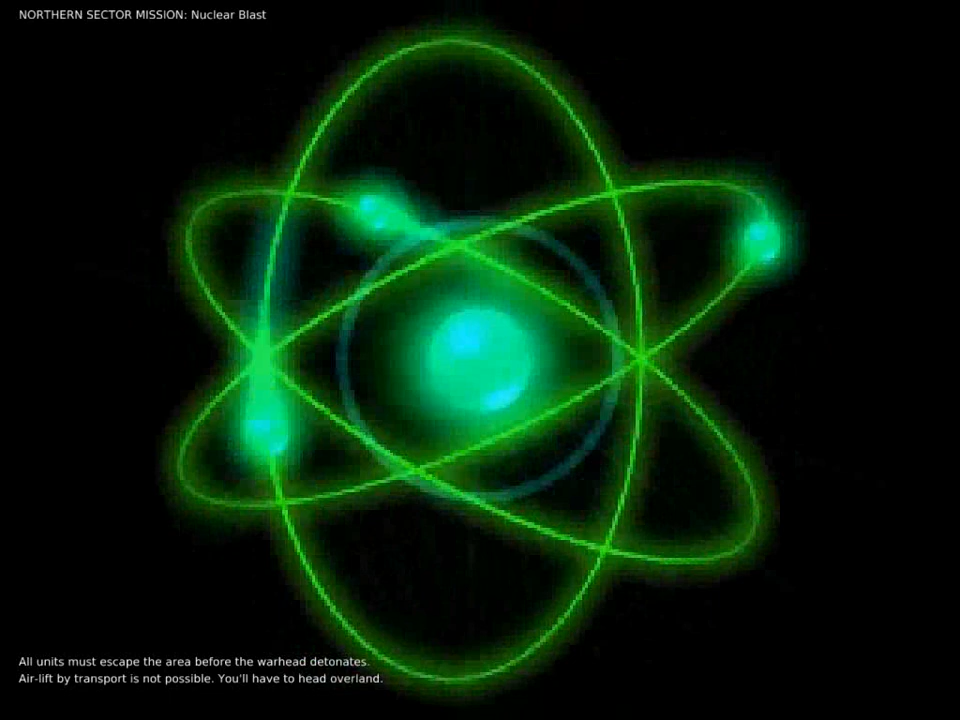 NORTHERN SECTOR MISSION: Nuclear Blast
All units must escape the area before the warhead detonates.
Air-lift by transport is not possible. You'll have to head overland.